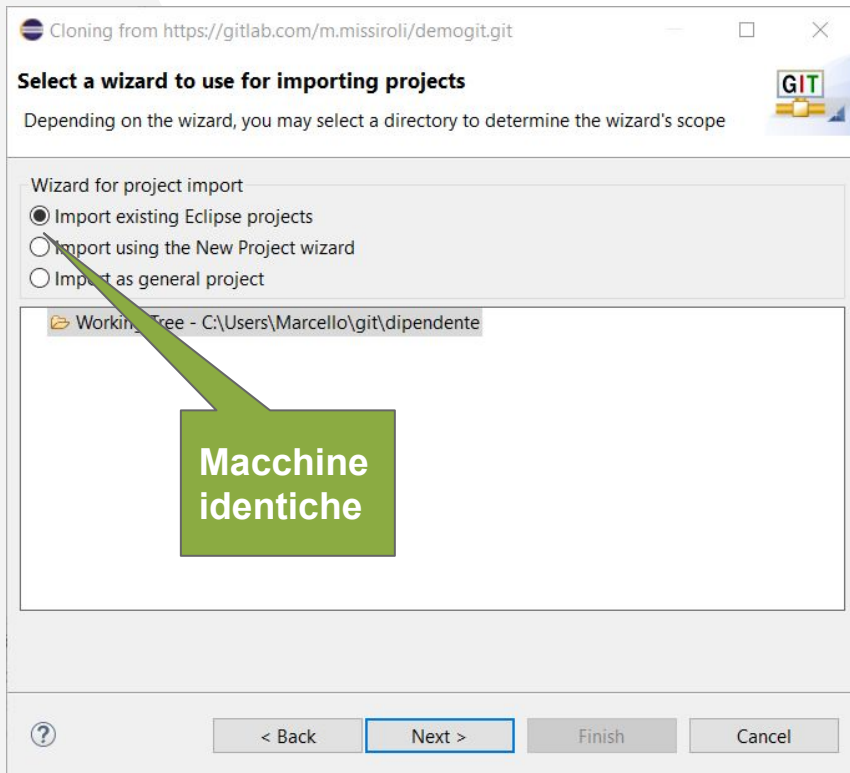 Cloning from https://gitlab.com/m.missiroli/demogit.git
Select a wizard to use for importing projects
GIT
Depending on the wizard, you may select a directory to determine the wizard's scope
Wizard for project import
Import existing Eclipse projects
Import using the New Project wizard
Import as general project
Working Tree - C:\Users\Marcello\git\dipendente
Macchine
identiche
?
< Back
Next >
Finish
Cancel